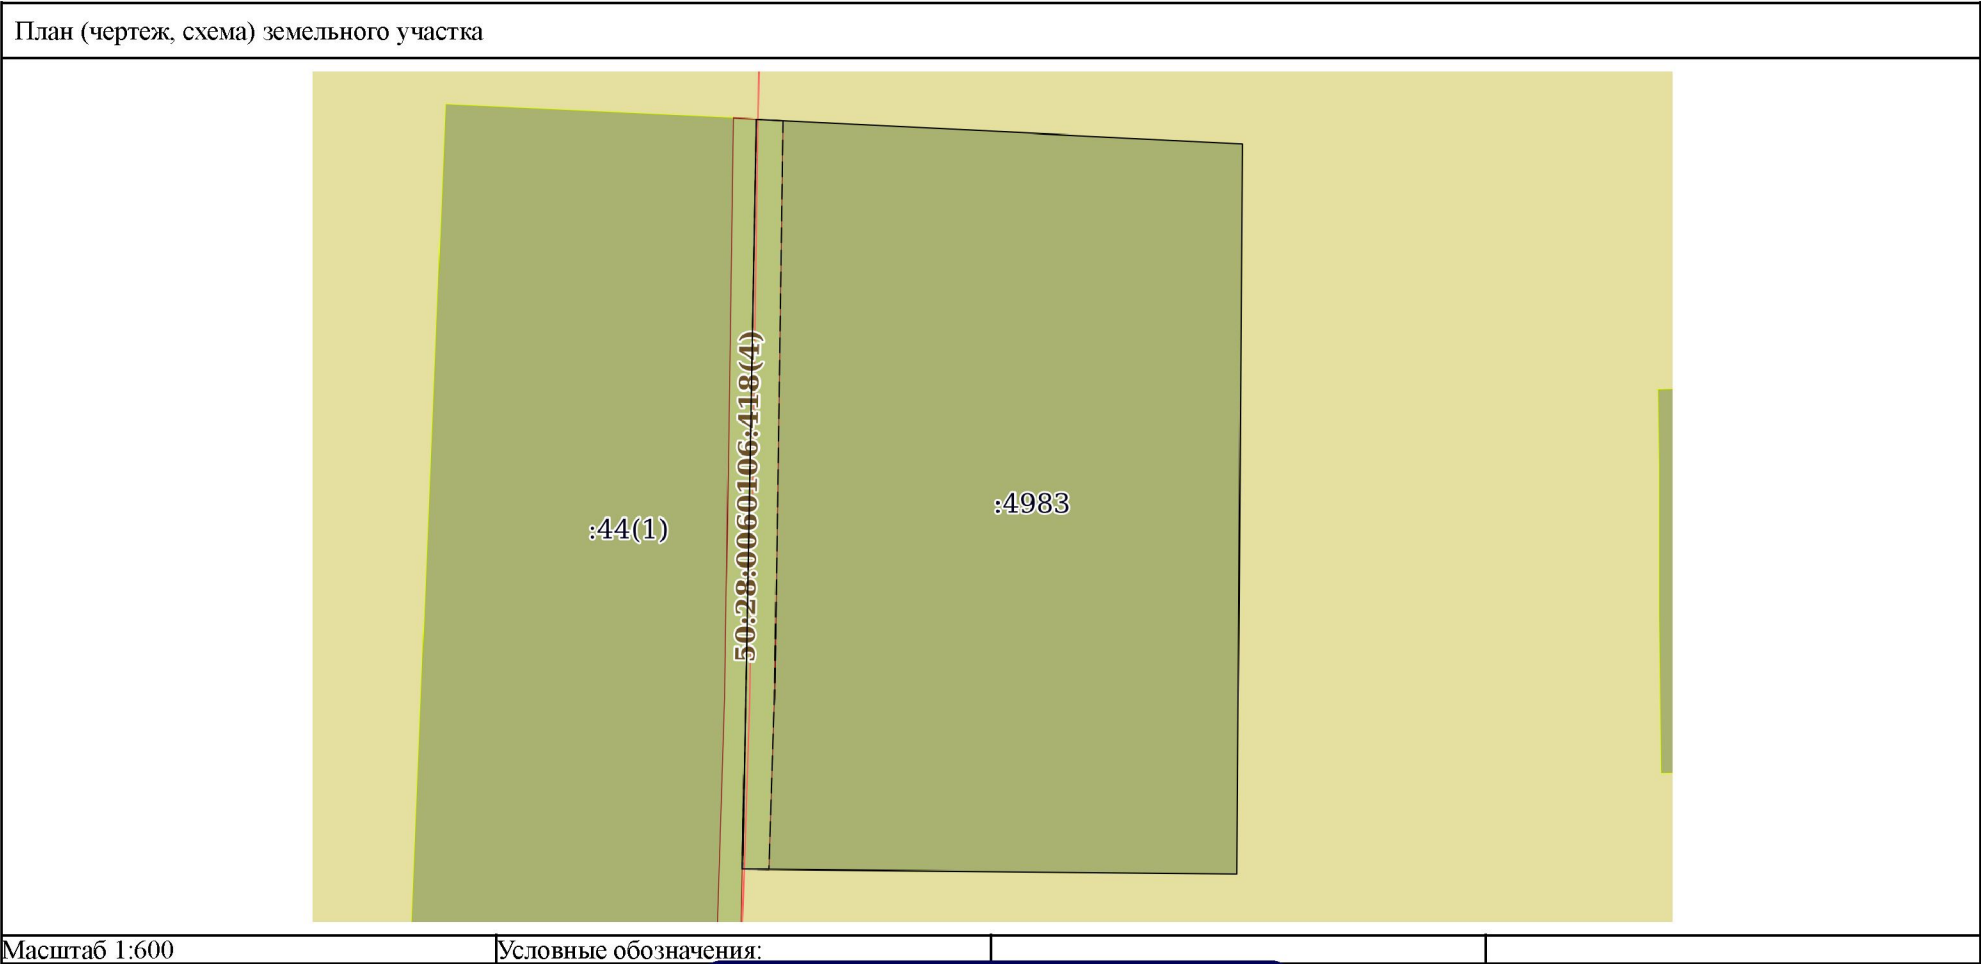 План (чертеж, схема) земельного участка
50:28:0060106:418(4)
:4983
:44(1)
Масштаб 1:600
Условные обозначения: